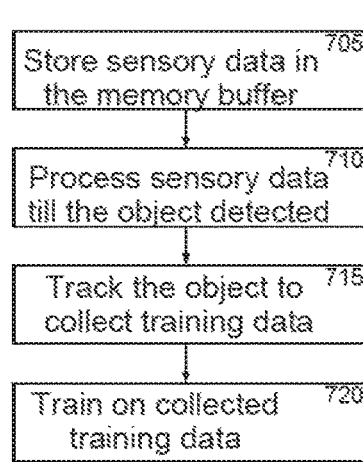 705
Store sensory data in
the memory buffer
710
Process sensory data
till the object detected
715
Track the object to
collect training data
720
Train on collected
training data